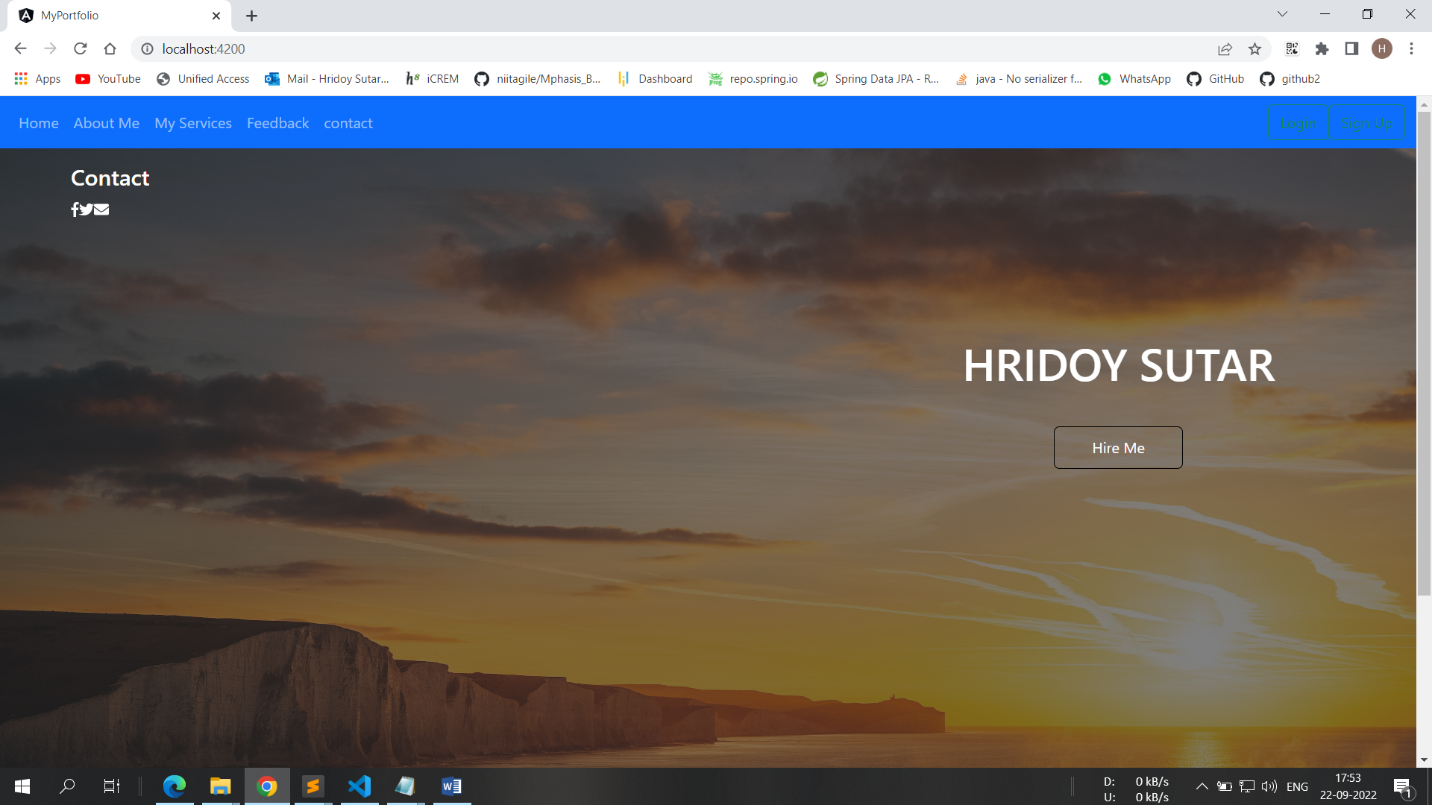 MyPortfolio
localhost:4200
H
Apps YouTube Unified Access Mail - Hridoy Sutar... iCREM niitagile/Mphasis_B... Dashboard repo.spring.io Spring Data JPA - R... java - No serializer f... WhatsApp GitHub github2
Home About Me My Services Feedback contact Login Sign Up
Contact
HRIDOY SUTAR
Hire Me
D: 0 kB/s
U: 0 kB/s
ENG
17:53
22-09-2022
1